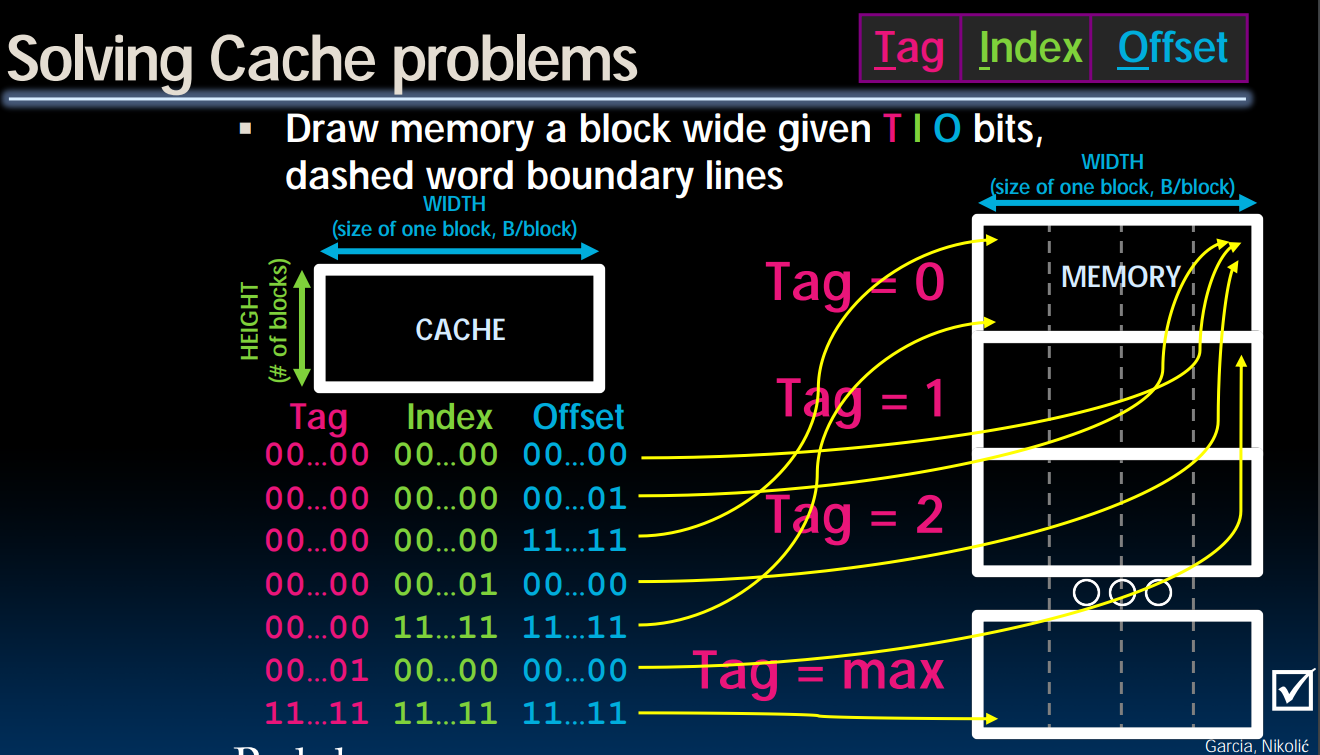 Solving Cache problems
Tag Index Offset
▪ Draw memory a block wide given T I O bits,
dashed word boundary lines
WIDTH
(size of one block, B/block)
HEIGHT
(# of blocks)
CACHE
WIDTH
(size of one block, B/block)
MEMORY
Tag = 0
Tag = 1
Tag = 2
Tag = max
Tag Index Offset
00...00 00...00 00...00
00...00 00...00 00...01
00...00 00...00 11...11
00...00 00...01 00...00
00...00 11...11 11...11
00...01 00...00 00...00
11...11 11...11 11...11
Garcia, Nikolić